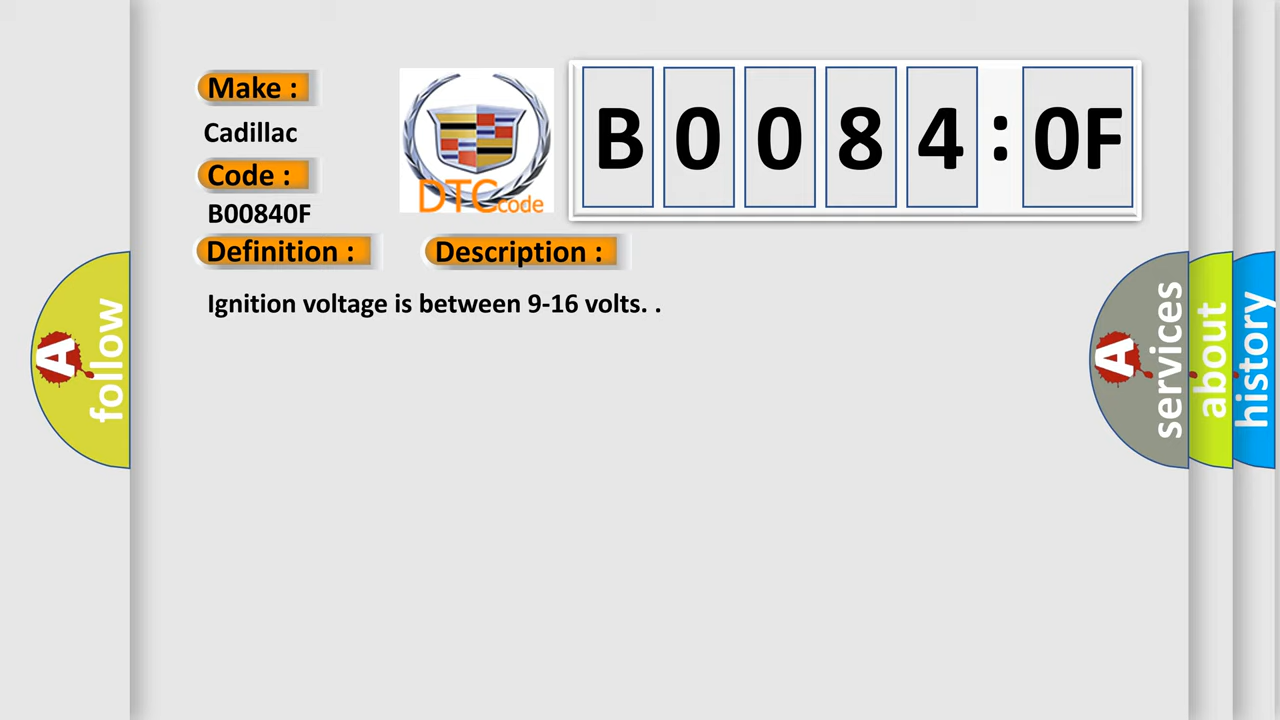 Make :
Cadillac
Code :
B00840F
Definition :
Description :
Ignition voltage is between 9-16 volts. .
DTC code
B 0 0 8 4 : 0F
A follow
A services
about
history